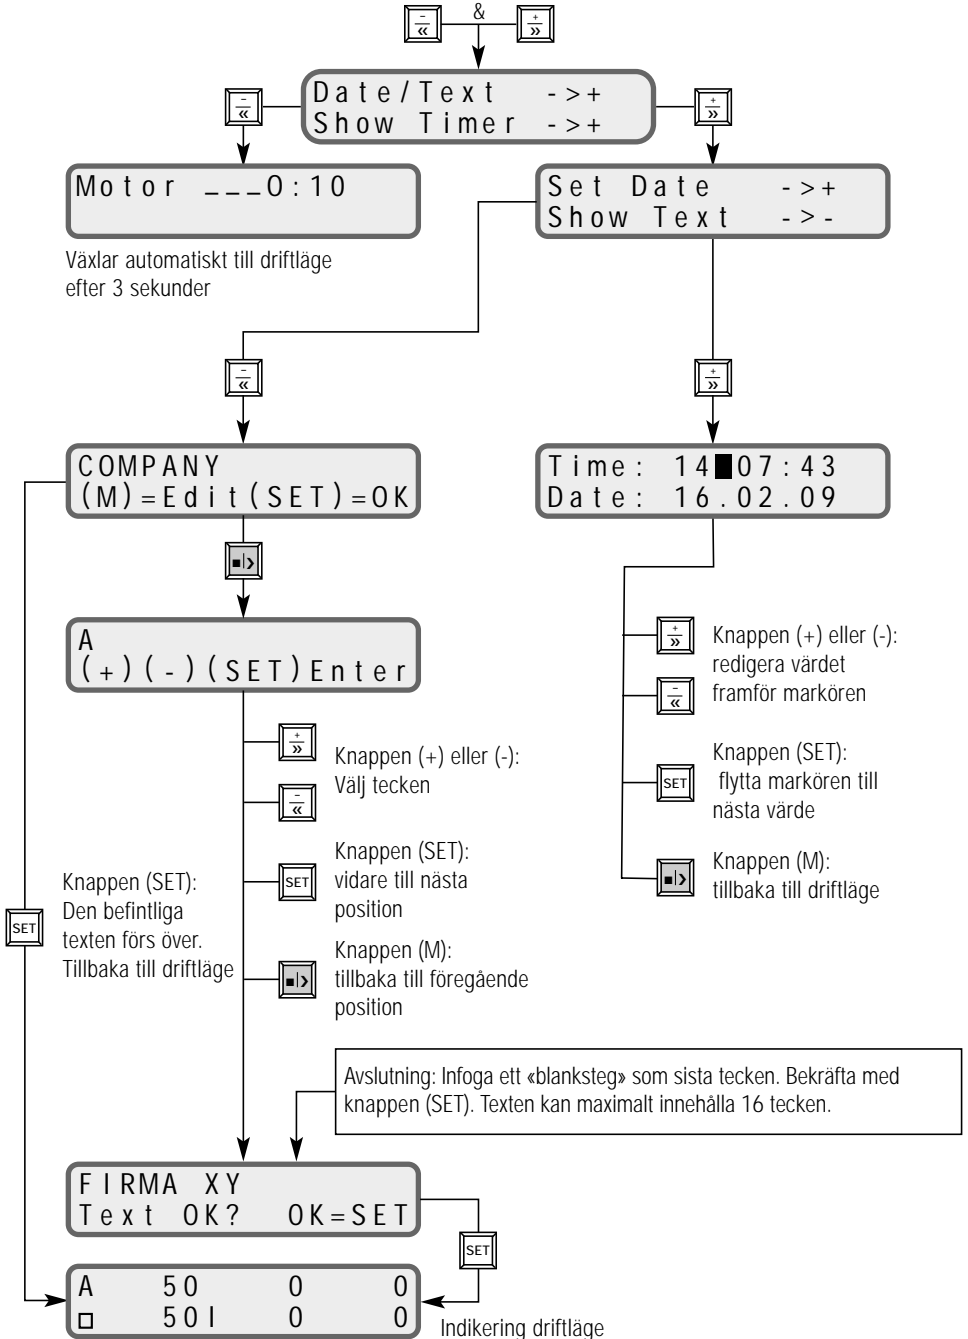 &
Date/Text ->+
Show Timer ->+
Motor ___0:10
Set Date ->+
Show Text ->-
Växlar automatiskt till driftläge
efter 3 sekunder
COMPANY
(M)=Edit(SET)=OK
Time: 14 07:43
Date: 16.02.09
A
(+)(-)(SET)Enter
Knappen (+) eller (-):
redigera värdet
framför markören
Knappen (SET):
flytta markören till
nästa värde
SET
Knappen (M):
tillbaka till driftläge
Knappen (+) eller (-):
Välj tecken
Knappen (SET):
vidare till nästa
position
SET
Knappen (M):
tillbaka till föregående
position
Knappen (SET):
Den befintliga
texten förs över.
Tillbaka till driftläge
SET
Avslutning: Infoga ett «blanksteg» som sista tecken. Bekräfta med
knappen (SET). Texten kan maximalt innehålla 16 tecken.
FIRMA XY
Text OK? OK=SET
SET
A 50 0 0
50I 0 0
Indikering driftläge